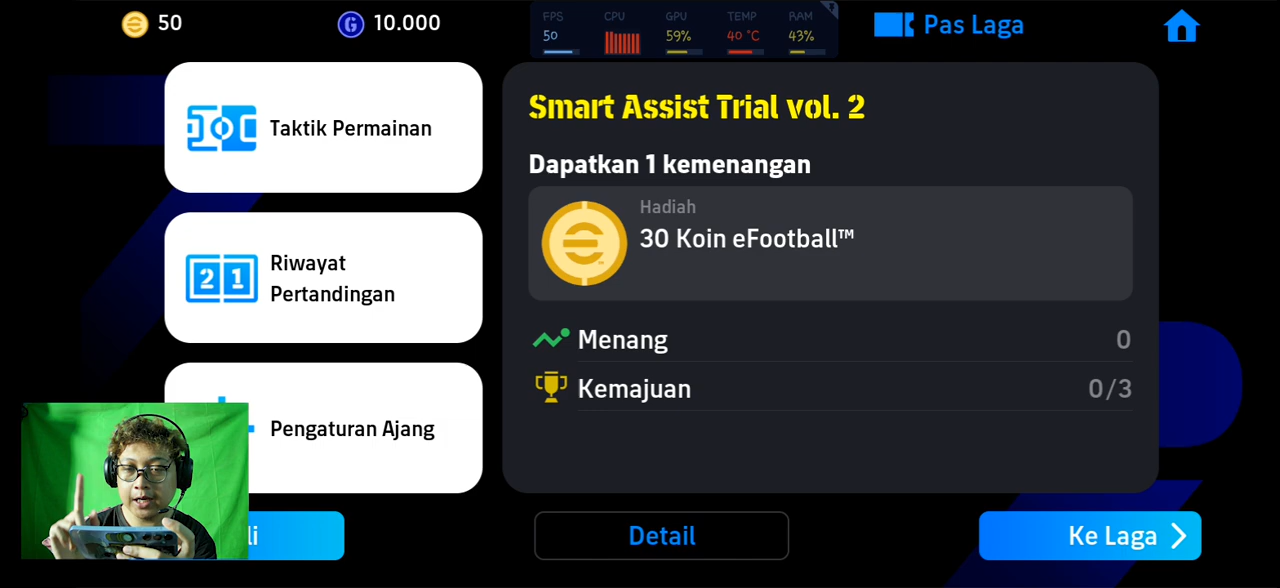 50
10.000
FPS
CPU
GPU
TEMP
RAM
50
59%
40 °C
43%
Pas Laga
Taktik Permainan
Riwayat
Pertandingan
Pengaturan Ajang
Smart Assist Trial vol. 2
Dapatkan 1 kemenangan
Hadiah
30 Koin eFootball™
Menang
0
Kemajuan
0/3
li
Detail
Ke Laga